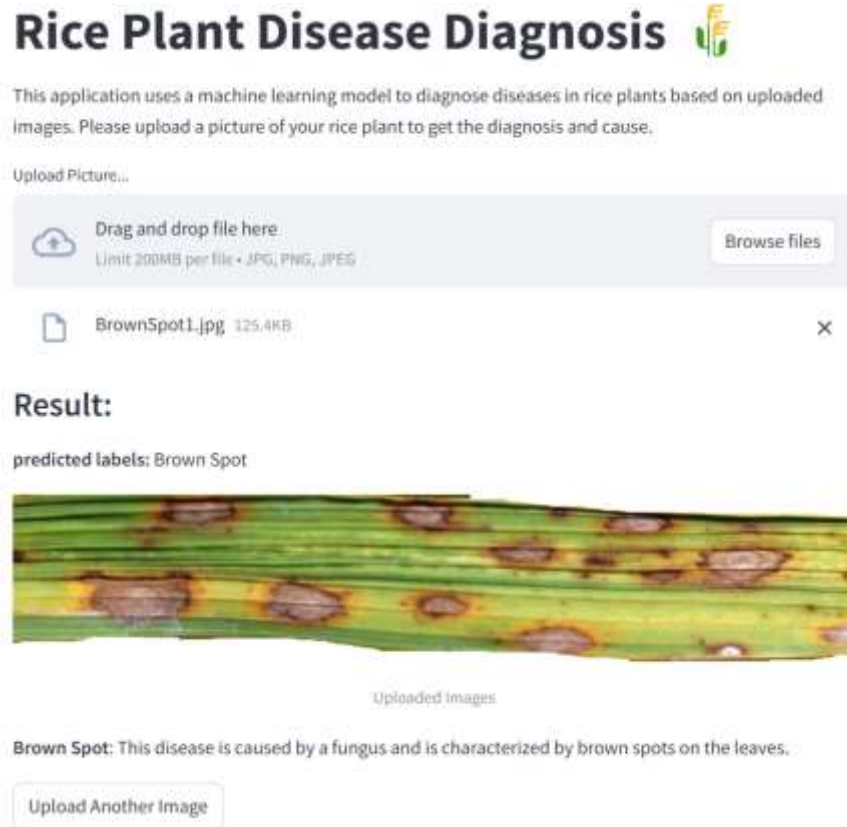 Rice Plant Disease Diagnosis
This application uses a machine learning model to diagnose diseases in rice plants based on uploaded
images. Please upload a picture of your rice plant to get the diagnosis and cause.
Upload Picture...
Drag and drop file here
Browse files
Limit 200MB per file • JPG, PNG, JPEG
BrownSpot1.jpg 125.4KB
Result:
predicted labels: Brown Spot
Uploaded Images
Brown Spot: This disease is caused by a fungus and is characterized by brown spots on the leaves.
Upload Another Image